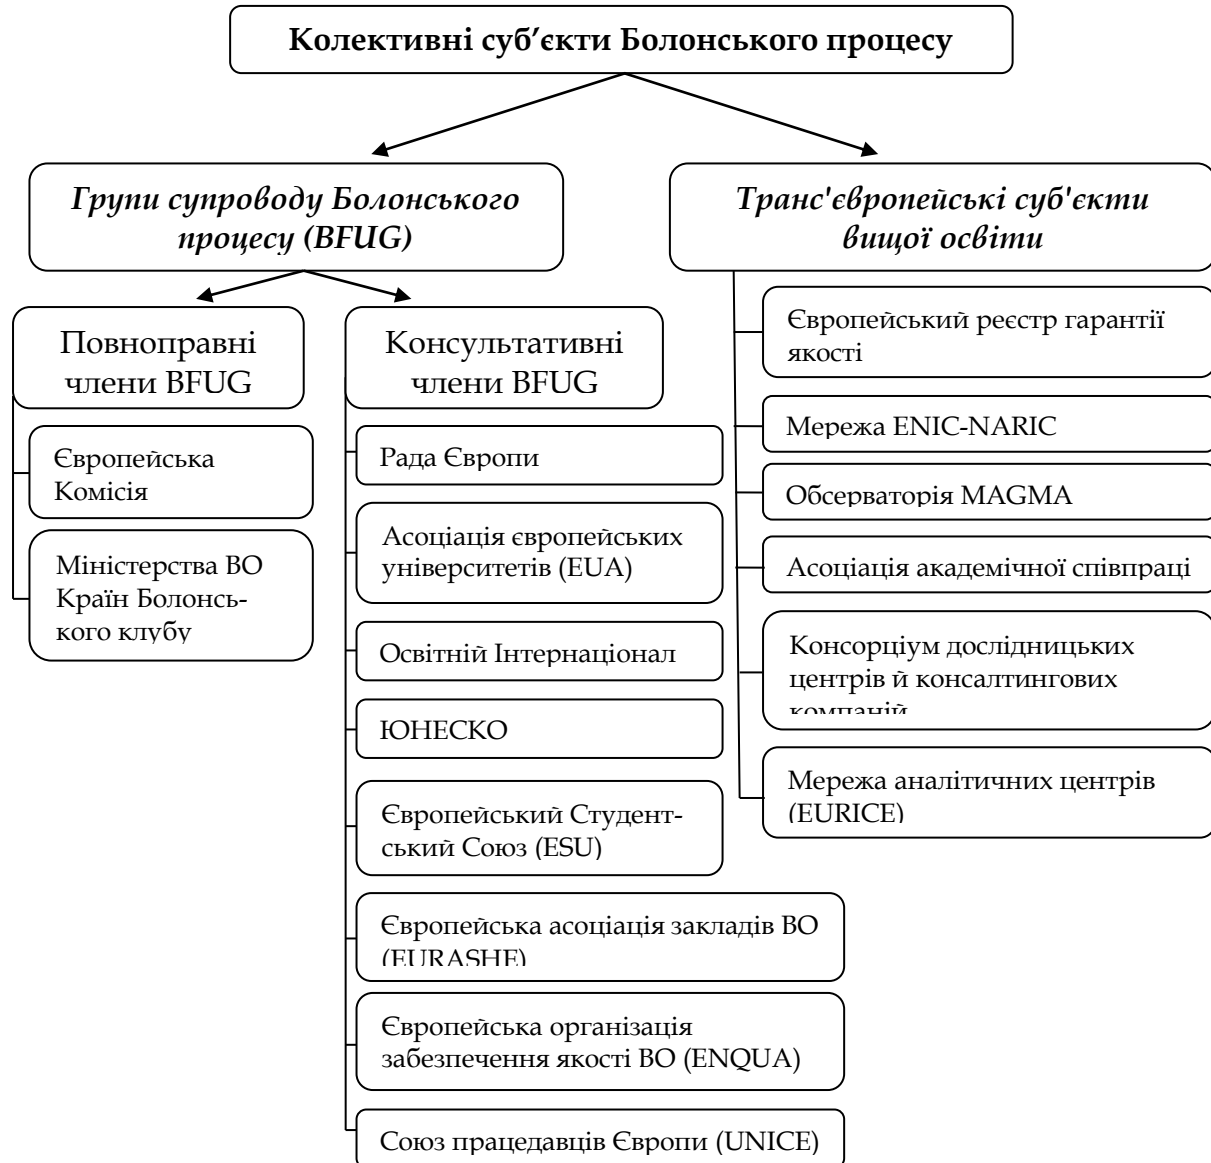 Колективні суб’єкти Болонського процесу
Групи супроводу Болонського
процесу (BFUG)
Транс'європейські суб'єкти
вищої освіти
Повноправні
члени BFUG
Європейська
Комісія
Міністерства ВО
Країн Болонсь-
кого клубу
Консультативні
члени BFUG
Рада Європи
Асоціація європейських
університетів (EUA)
Освітній Інтернаціонал
ЮНЕСКО
Європейський Студент-
ський Союз (ESU)
Європейська асоціація закладів ВО
(EURASHE)
Європейська організація
забезпечення якості ВО (ENQUA)
Союз працедавців Європи (UNICE)
Європейський реєстр гарантії
якості
Мережа ENIC-NARIC
Обсерваторія MAGMA
Асоціація академічної співпраці
Консорціум дослідницьких
центрів й консалтингових
компаній
Мережа аналітичних центрів
(EURICE)